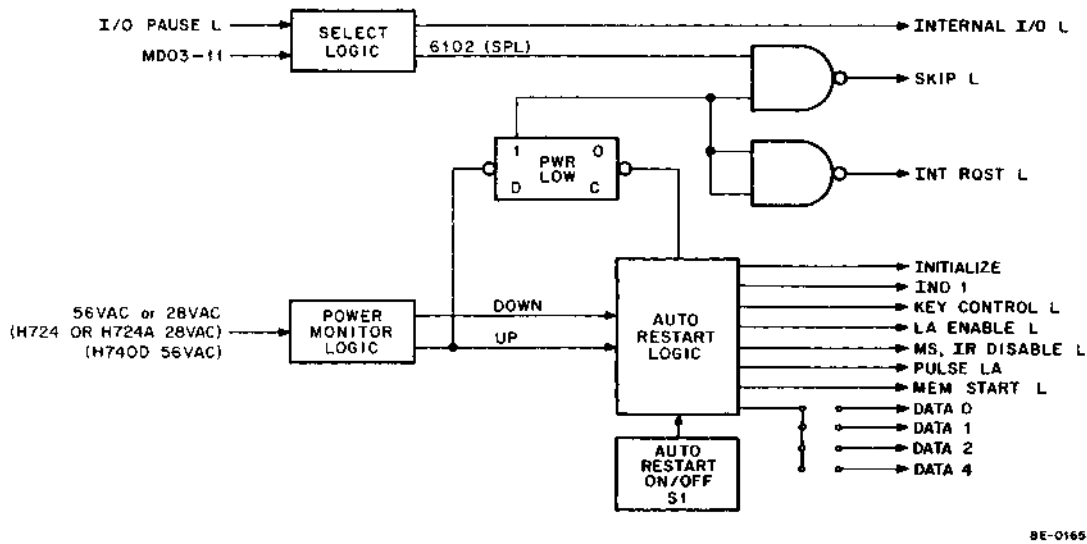 I/O PAUSE L
MD03-11
SELECT
LOGIC
6102 (SPL)
INTERNAL I/O L
SKIP L
1 0
PWR
LOW
D C
INT RQST L
56VAC or 28VAC
(H724 OR H724A 28VAC)
(H740D 56VAC)
POWER
MONITOR
LOGIC
DOWN
UP
AUTO
RESTART
LOGIC
AUTO
RESTART
ON/OFF
S1
INITIALIZE
IND 1
KEY CONTROL L
LA ENABLE L
MS, IR DISABLE L
PULSE LA
MEM START L
DATA 0
DATA 1
DATA 2
DATA 4
8E-0165